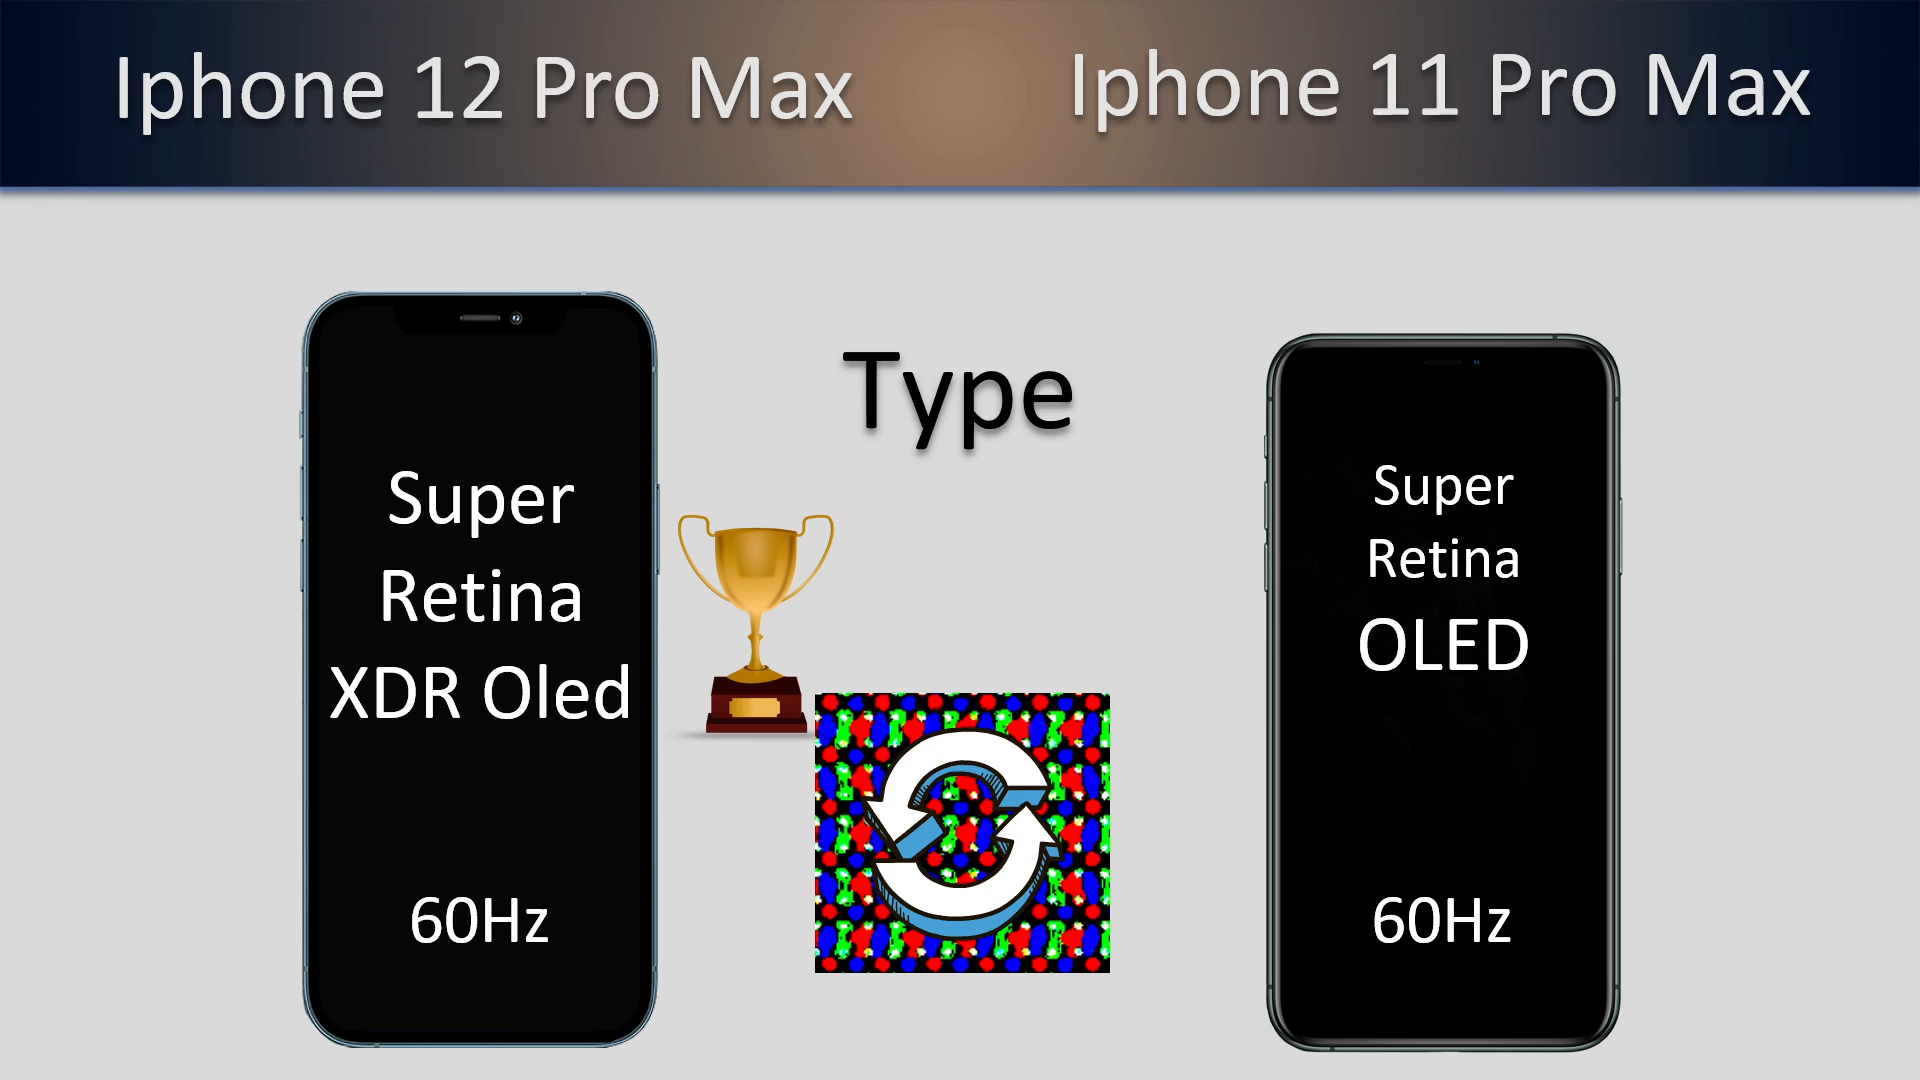 Iphone 12 Pro Max
Iphone 11 Pro Max
Type
Super
Retina
XDR Oled
60Hz
Super
Retina
OLED
60Hz